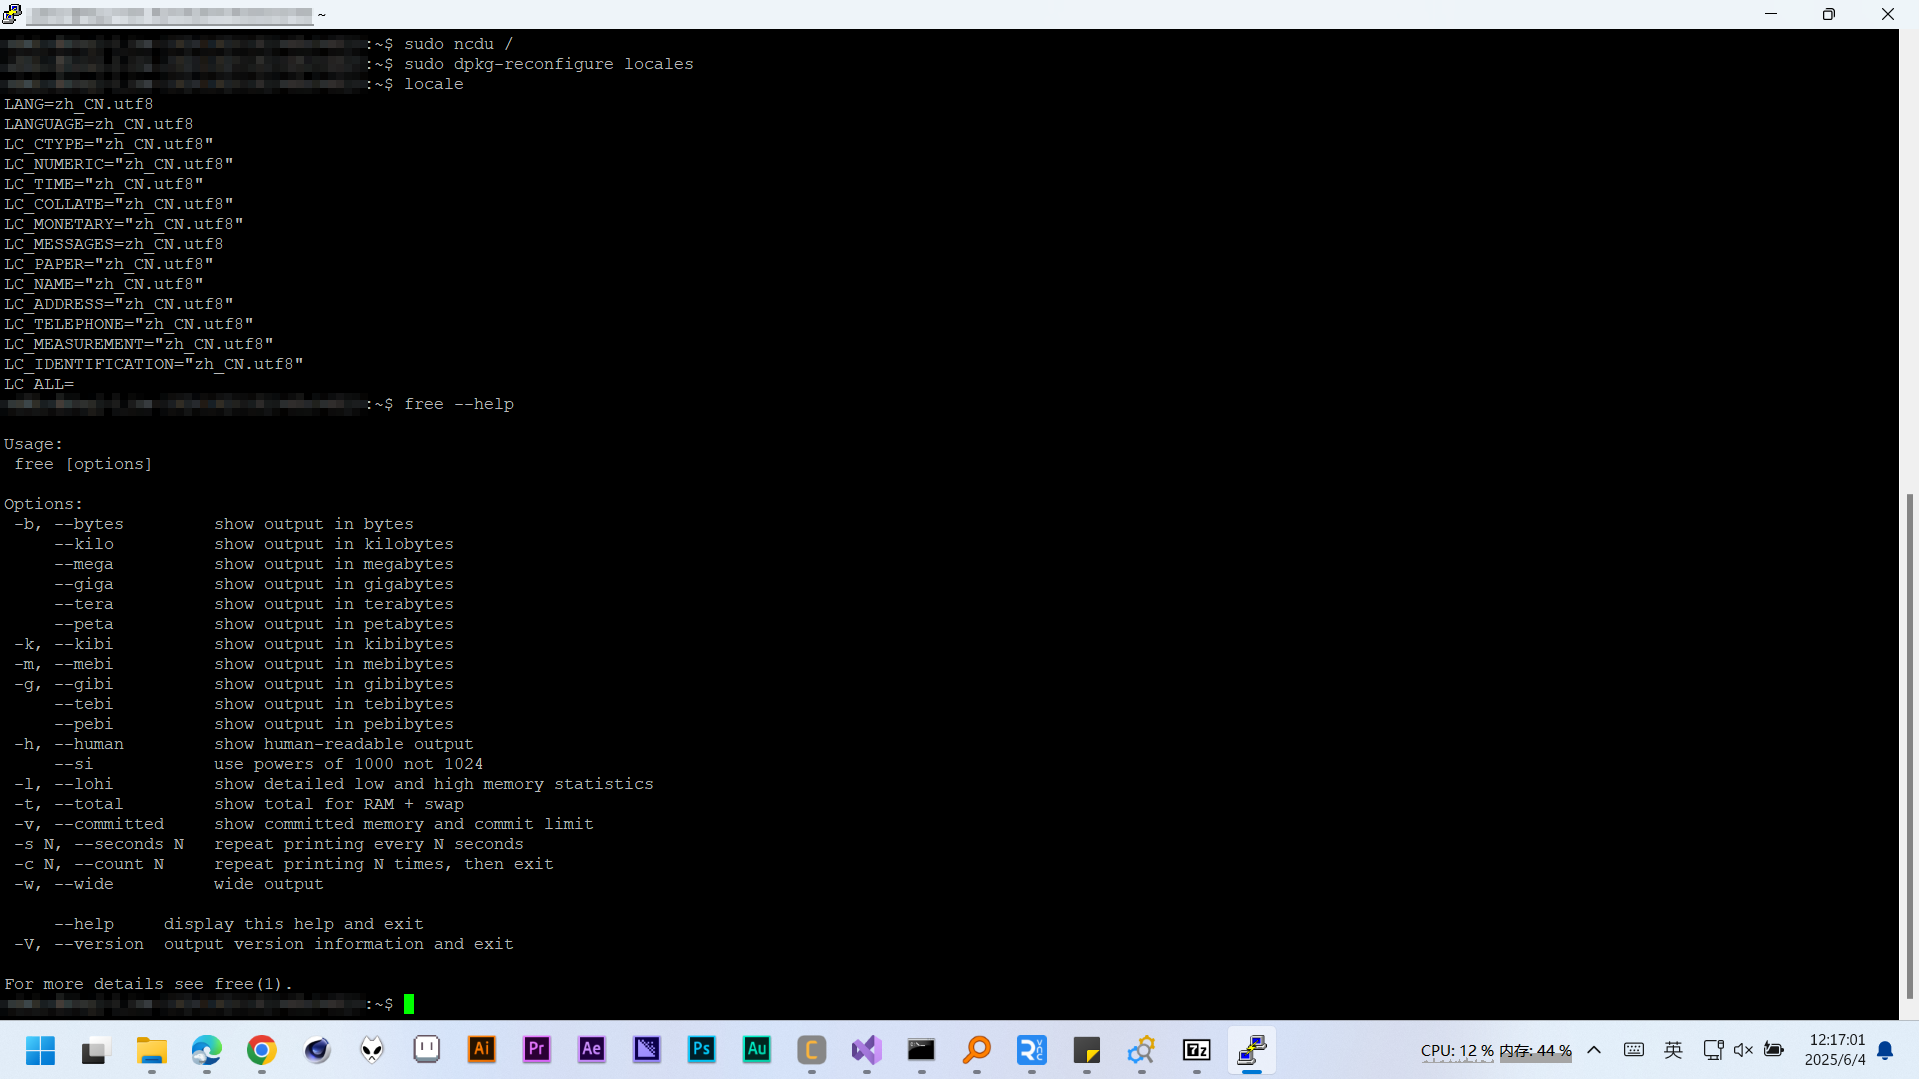 ~
:~$ sudo ncdu /
:~$ sudo dpkg-reconfigure locales
:~$ locale
LANG=zh_CN.utf8
LANGUAGE=zh_CN.utf8
LC_CTYPE="zh_CN.utf8"
LC_NUMERIC="zh_CN.utf8"
LC_TIME="zh_CN.utf8"
LC_COLLATE="zh_CN.utf8"
LC_MONETARY="zh_CN.utf8"
LC_MESSAGES=zh_CN.utf8
LC_PAPER="zh_CN.utf8"
LC_NAME="zh_CN.utf8"
LC_ADDRESS="zh_CN.utf8"
LC_TELEPHONE="zh_CN.utf8"
LC_MEASUREMENT="zh_CN.utf8"
LC_IDENTIFICATION="zh_CN.utf8"
LC_ALL=
:~$ free --help
Usage:
 free [options]
Options:
 -b, --bytes         show output in bytes
     --kilo          show output in kilobytes
     --mega          show output in megabytes
     --giga          show output in gigabytes
     --tera          show output in terabytes
     --peta          show output in petabytes
 -k, --kibi          show output in kibibytes
 -m, --mebi          show output in mebibytes
 -g, --gibi          show output in gibibytes
     --tebi          show output in tebibytes
     --pebi          show output in pebibytes
 -h, --human         show human-readable output
     --si            use powers of 1000 not 1024
 -l, --lohi          show detailed low and high memory statistics
 -t, --total         show total for RAM + swap
 -v, --committed     show committed memory and commit limit
 -s N, --seconds N   repeat printing every N seconds
 -c N, --count N     repeat printing N times, then exit
 -w, --wide          wide output
     --help     display this help and exit
 -V, --version  output version information and exit
For more details see free(1).
:~$
Ai Pr Ae Ps Au C 7z CPU: 12 % 内存: 44 % 英 12:17:01
2025/6/4